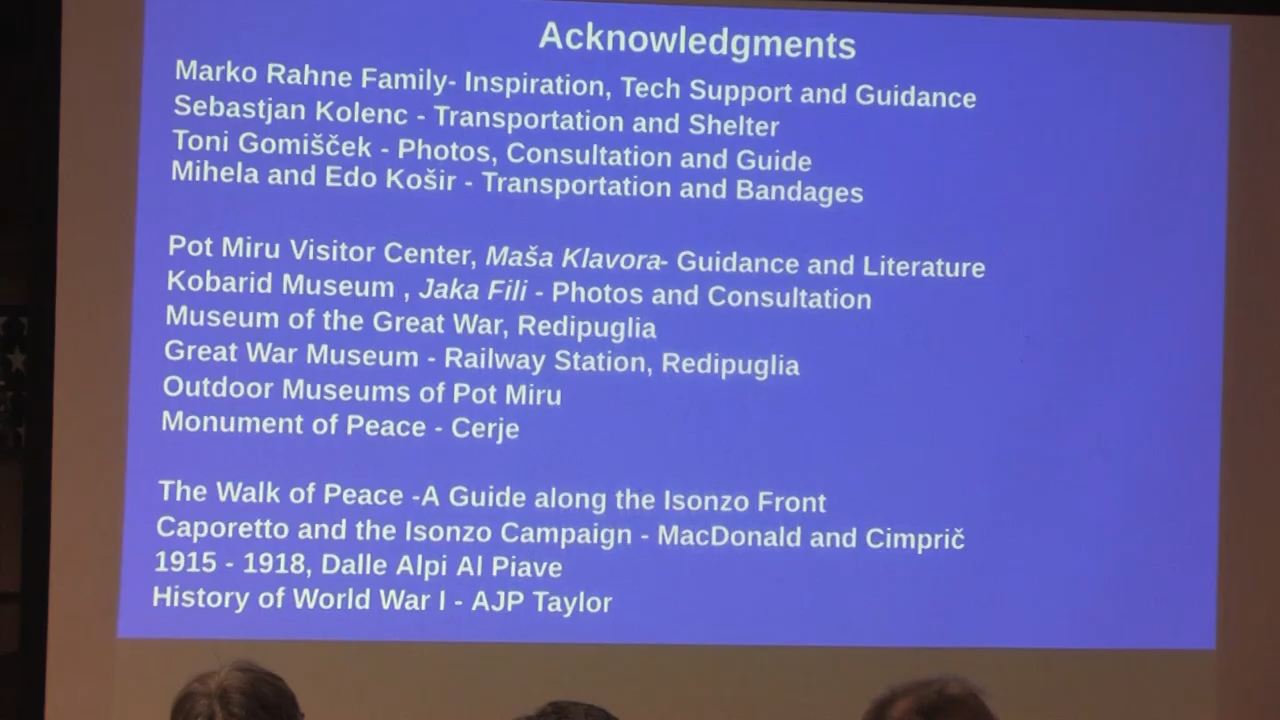 Acknowledgments
Marko Rahne Family- Inspiration, Tech Support and Guidance
Sebastjan Kolenc - Transportation and Shelter
Toni Gomišček - Photos, Consultation and Guide
Mihela and Edo Košir - Transportation and Bandages
Pot Miru Visitor Center, Maša Klavora- Guidance and Literature
Kobarid Museum , Jaka Fili - Photos and Consultation
Museum of the Great War, Redipuglia
Great War Museum - Railway Station, Redipuglia
Outdoor Museums of Pot Miru
Monument of Peace - Cerje
The Walk of Peace -A Guide along the Isonzo Front
Caporetto and the Isonzo Campaign - MacDonald and Cimprič
1915 - 1918, Dalle Alpi Al Piave
History of World War I - AJP Taylor